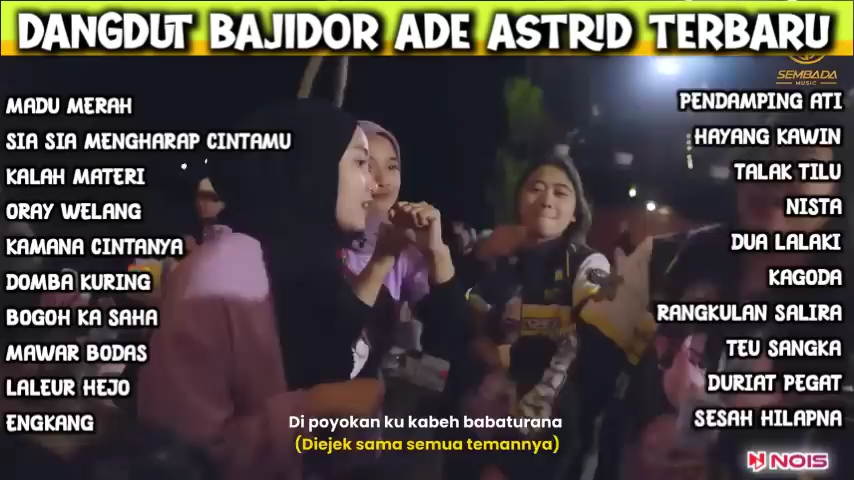 DANGDUT BAJIDOR ADE ASTRID TERBARU
SEMBADA
MUSIC
MADU MERAH
SIA SIA MENGHARAP CINTAMU
KALAH MATERI
ORAY WELANG
KAMANA CINTANYA
DOMBA KURING
BOGOH KA SAHA
MAWAR BODAS
LALEUR HEJO
ENGKANG
PENDAMPING ATI
HAYANG KAWIN
TALAK TILU
NISTA
DUA LALAKI
KAGODA
RANGKULAN SALIRA
TEU SANGKA
DURIAT PEGAT
SESAH HILAPNA
Di poyokan ku kabeh babaturana
(Diejek sama semua temannya)
NOIS